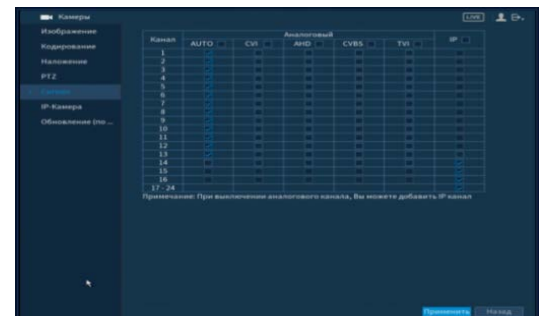 Камеры
LIVE
Изображение
Кодирование
Наложение
PTZ
Сигнал
IP-Камера
Обновление (по ...
Аналоговый
Канал AUTO CVI AHD CVBS TVI IP
1
2
3
4
5
6
7
8
9
10
11
12
13
14
15
16
17 - 24
Примечание: При выключении аналогового канала, Вы можете добавить IP канал
Применить Назад